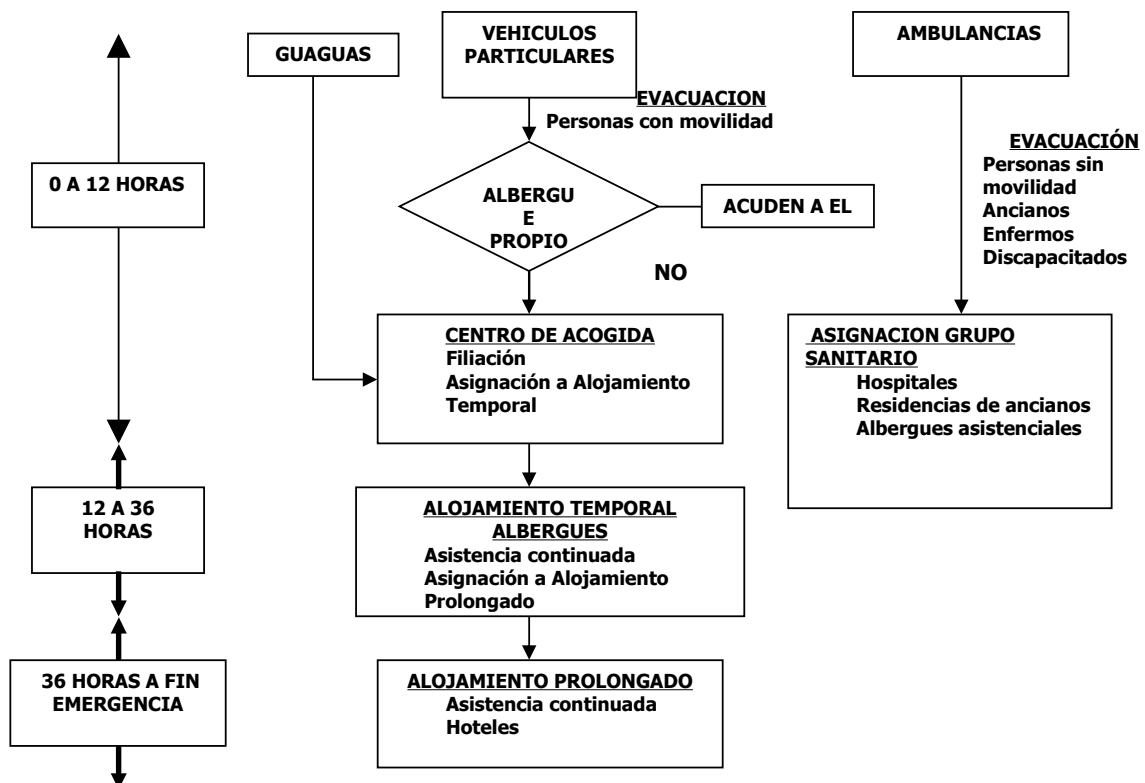 VEHICULOS
PARTICULARES
AMBULANCIAS
GUAGUAS
EVACUACION
Personas con movilidad
EVACUACIÓN
Personas sin
movilidad
Ancianos
Enfermos
Discapacitados
0 A 12 HORAS
ALBERGU
E
PROPIO
ACUDEN A EL
NO
CENTRO DE ACOGIDA
Filiación
Asignación a Alojamiento
Temporal
ASIGNACION GRUPO
SANITARIO
Hospitales
Residencias de ancianos
Albergues asistenciales
12 A 36
HORAS
ALOJAMIENTO TEMPORAL
ALBERGUES
Asistencia continuada
Asignación a Alojamiento
Prolongado
36 HORAS A FIN
EMERGENCIA
ALOJAMIENTO PROLONGADO
Asistencia continuada
Hoteles